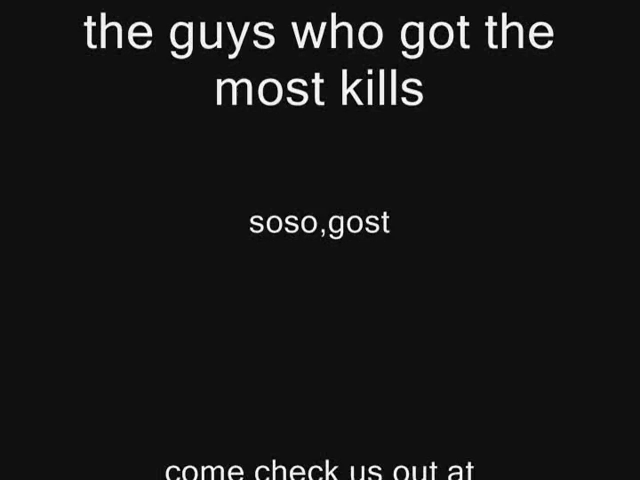 the guys who got the
most kills
soso,gost
come check us out at